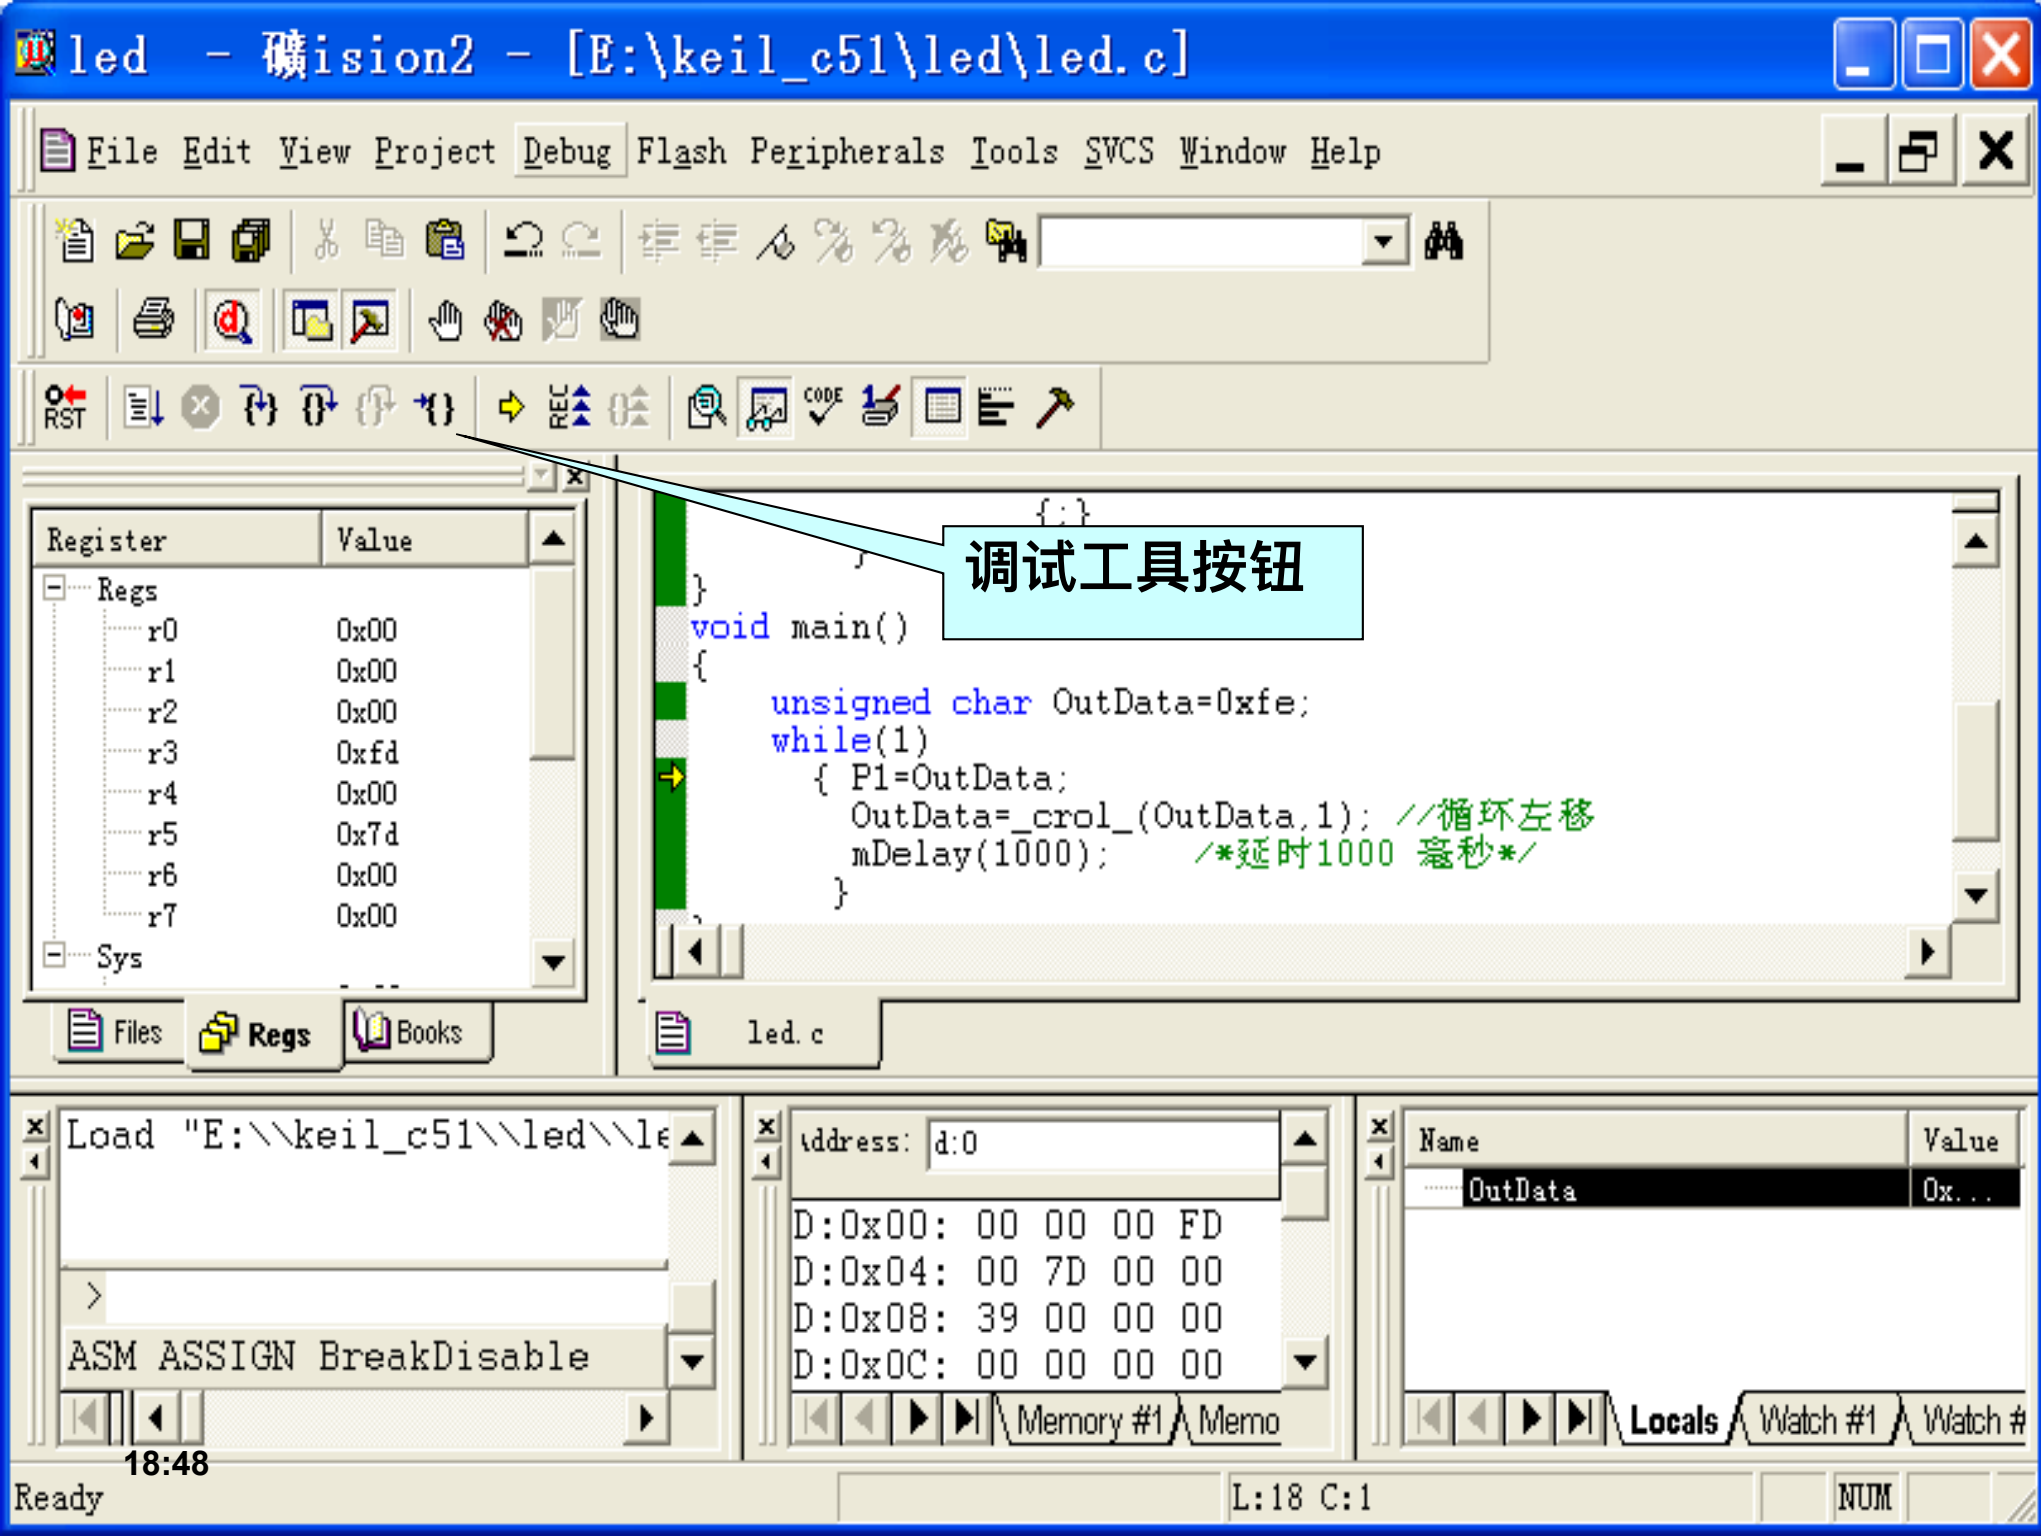 led - 礦ision2 - [E:\keil_c51\led\led.c]
File Edit View Project Debug Flash Peripherals Tools SVCS Window Help
RST REC CODE
Register Value
Regs
r0 0x00
r1 0x00
r2 0x00
r3 0xfd
r4 0x00
r5 0x7d
r6 0x00
r7 0x00
Sys
Files Regs Books
{;}
}
}
调试工具按钮
void main()
{
unsigned char OutData=0xfe;
while(1)
{ P1=OutData;
OutData=_crol_(OutData,1); //循环左移
mDelay(1000); /*延时1000 毫秒*/
}
led.c
Load "E:\\keil_c51\\led\\le
>
ASM ASSIGN BreakDisable
Address: d:0
D:0x00: 00 00 00 FD
D:0x04: 00 7D 00 00
D:0x08: 39 00 00 00
D:0x0C: 00 00 00 00
Memory #1 Memo
Name Value
OutData 0x...
Locals Watch #1 Watch #
18:48
Ready L:18 C:1 NUM